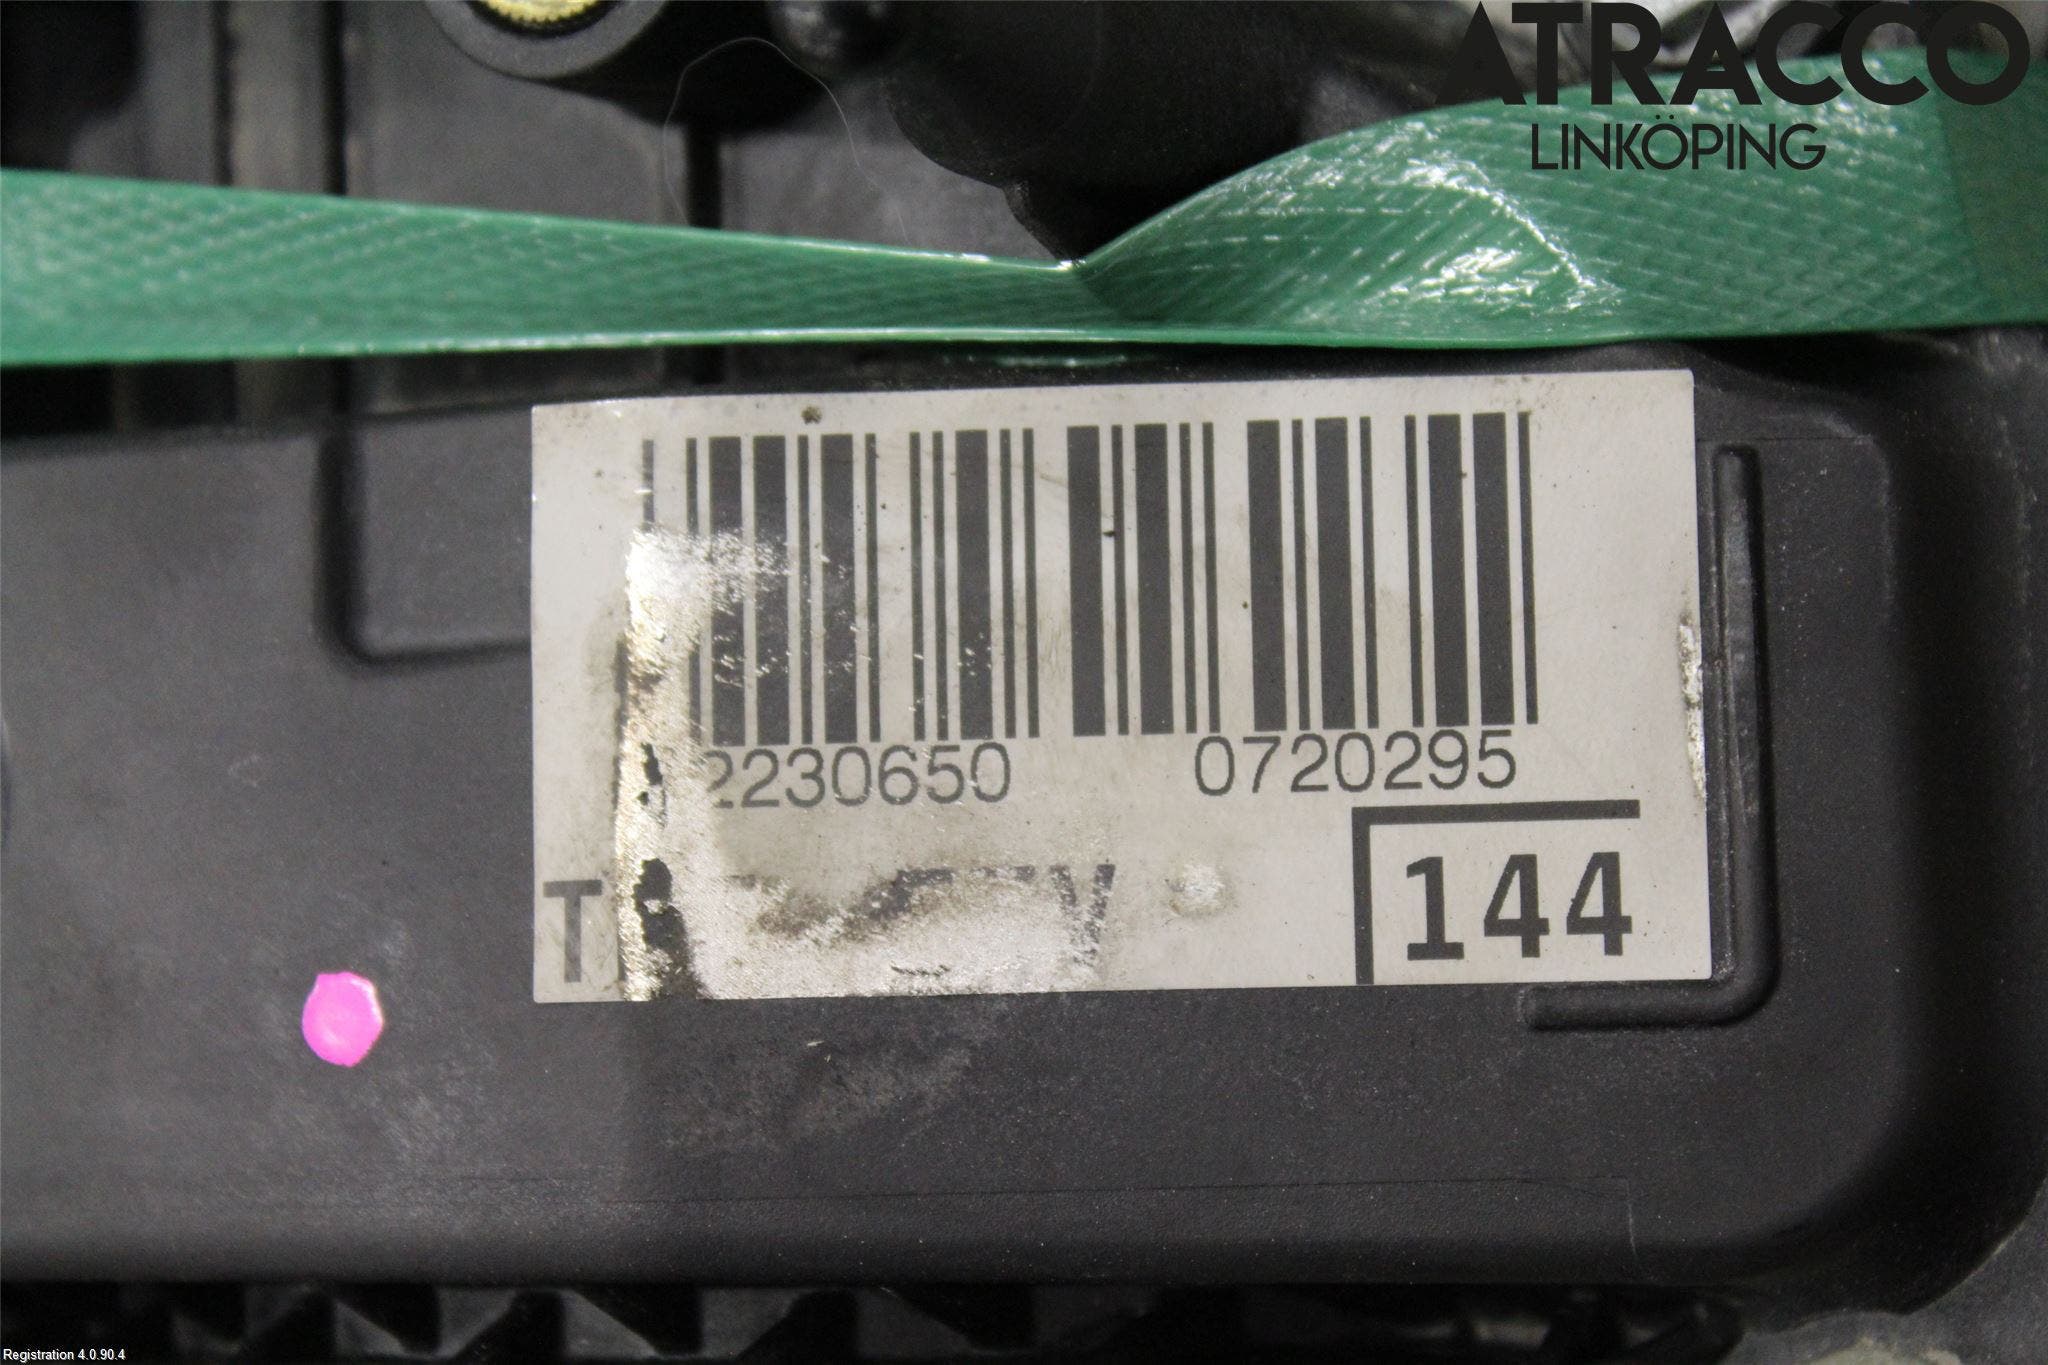 ATRACCO
LINKÖPING
2230650 0720295
144
Registration 4.0.90.4